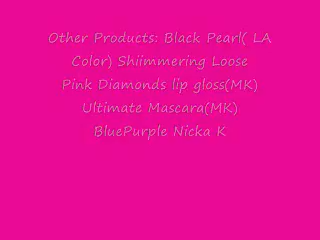 Other Products: Black Pearl( LA
Color) Shiimmering Loose
Pink Diamonds lip gloss(MK)
Ultimate Mascara(MK)
BluePurple Nicka K